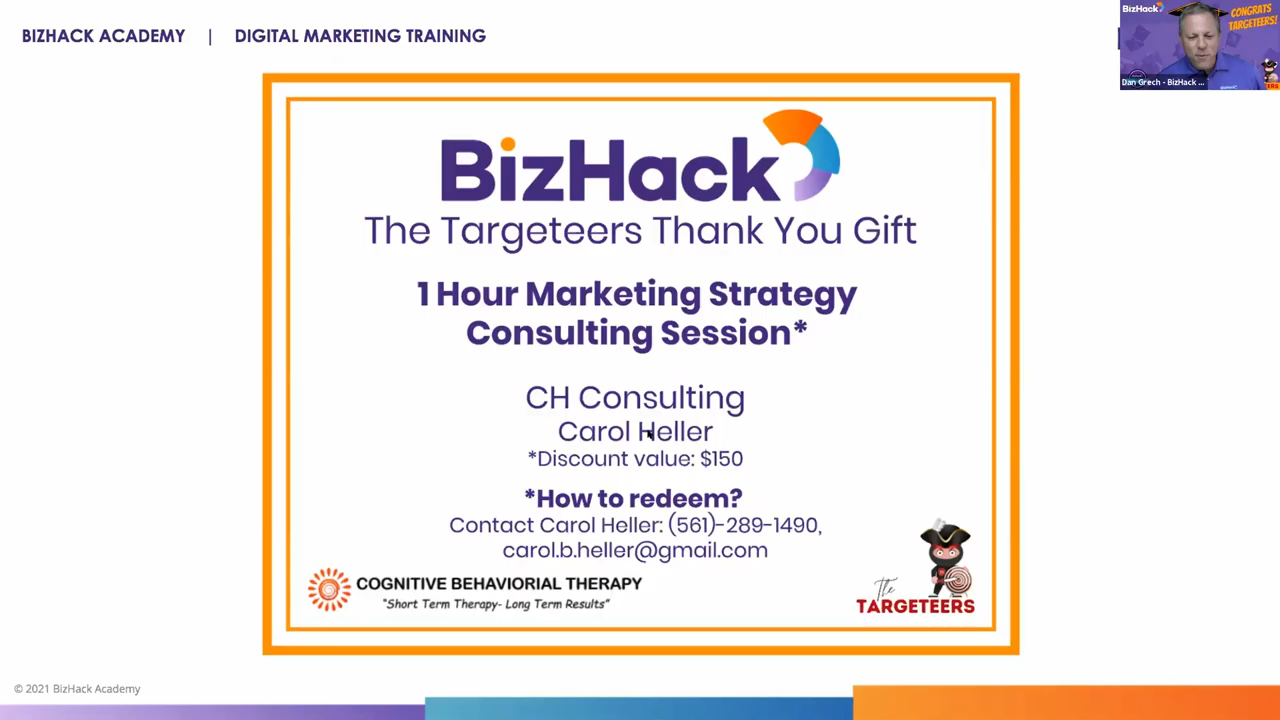 BIZHACK ACADEMY | DIGITAL MARKETING TRAINING
BizHack
CONGRATS
TARGETEERS!
Dan Grech - BizHack ...
ERS
BizHack
The Targeteers Thank You Gift
1 Hour Marketing Strategy
Consulting Session*
CH Consulting
Carol Heller
*Discount value: $150
*How to redeem?
Contact Carol Heller: (561)-289-1490,
carol.b.heller@gmail.com
COGNITIVE BEHAVIORIAL THERAPY
"Short Term Therapy- Long Term Results"
The
TARGETEERS
© 2021 BizHack Academy